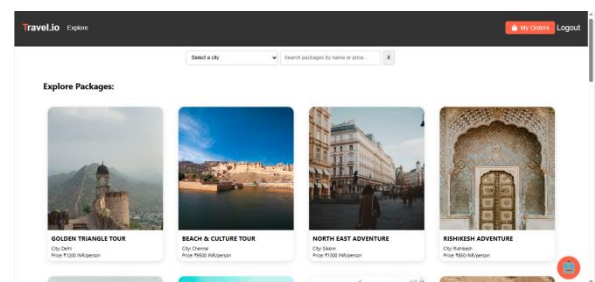 Travel.io Explore My Orders Logout
Select a city Search packages by name or price... X
Explore Packages:
GOLDEN TRIANGLE TOUR
City: Delhi
Price: ₹1200 INR/person
BEACH & CULTURE TOUR
City: Chennai
Price: ₹9500 INR/person
NORTH EAST ADVENTURE
City: Sikkim
Price: ₹1300 INR/person
RISHIKESH ADVENTURE
City: Rishikesh
Price: ₹850 INR/person